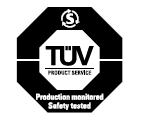 S
TÜV
PRODUCT SERVICE
Production monitored
Safety tested